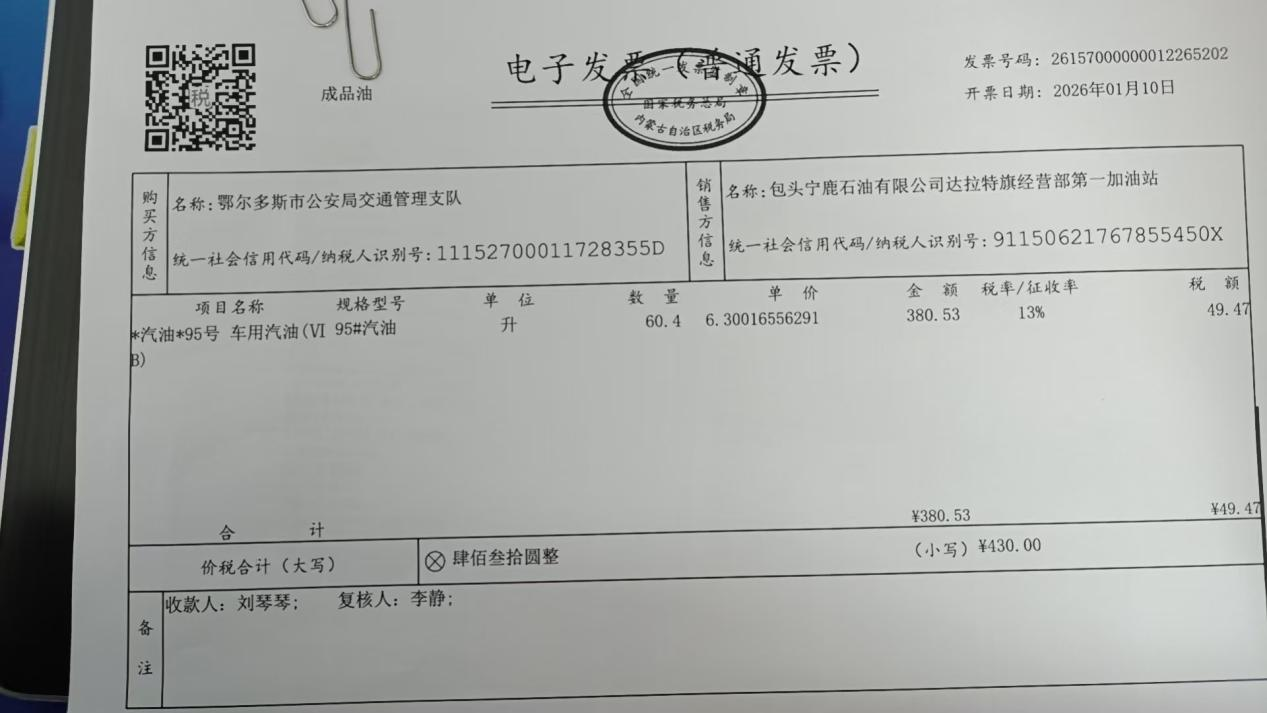 电子发票（普通发票）
全国统一发票监制章
国家税务总局
内蒙古自治区税务局
税
成品油
发票号码：26157000000012265202
开票日期：2026年01月10日
购买方信息
名称：鄂尔多斯市公安局交通管理支队
统一社会信用代码/纳税人识别号：11152700011728355D
销售方信息
名称：包头宁鹿石油有限公司达拉特旗经营部第一加油站
统一社会信用代码/纳税人识别号：91150621767855450X
项目名称 规格型号 单 位 数 量 单 价 金 额 税率/征收率 税 额
*汽油*95号 车用汽油(VI 95#汽油 升 60.4 6.30016556291 380.53 13% 49.47
B)
合 计 ¥380.53 ¥49.47
价税合计（大写） ⊗肆佰叁拾圆整 （小写）¥430.00
备注
收款人：刘琴琴; 复核人：李静;